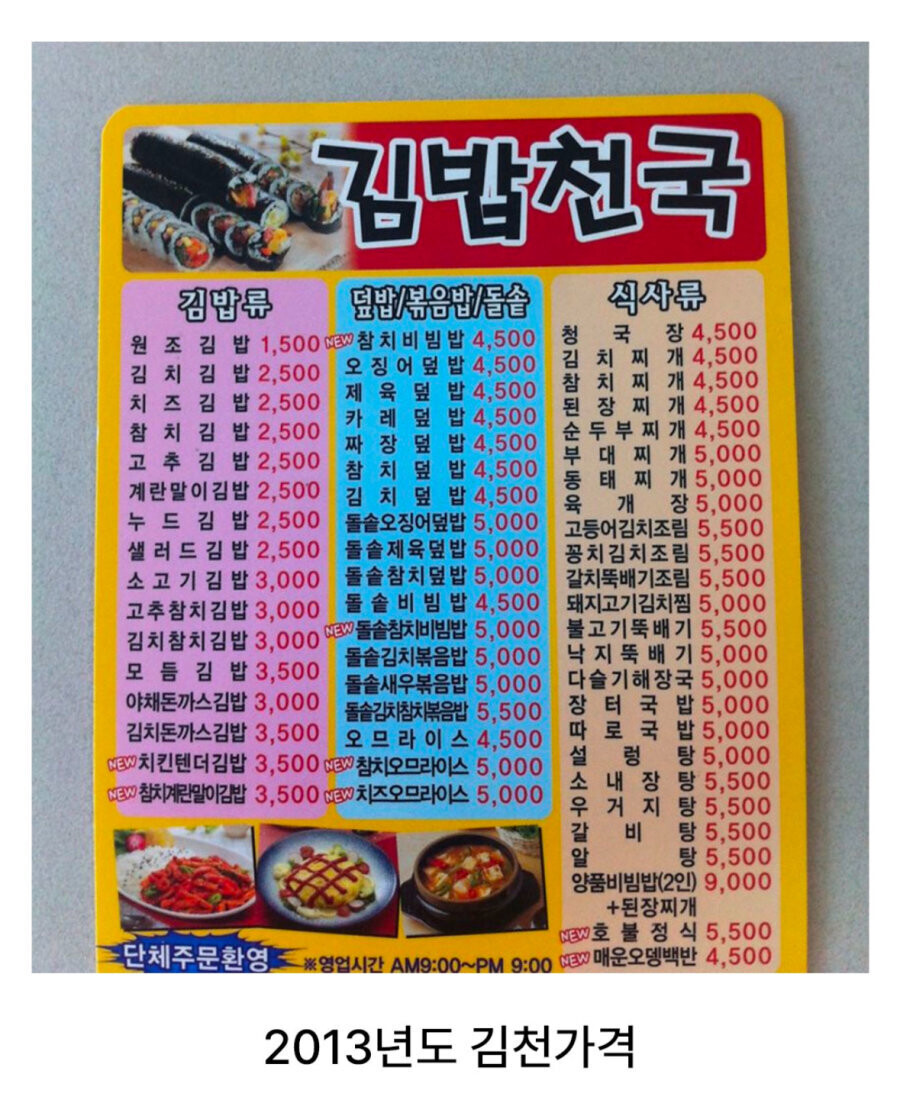 김밥천국
김밥류
원조김밥 1,500
김치김밥 2,500
치즈김밥 2,500
참치김밥 2,500
고추김밥 2,500
계란말이김밥 2,500
누드김밥 2,500
샐러드김밥 2,500
소고기김밥 3,000
고추참치김밥 3,000
김치참치김밥 3,000
모듬김밥 3,500
야채돈까스김밥 3,000
김치돈까스김밥 3,500
NEW 치킨텐더김밥 3,500
NEW 참치계란말이김밥 3,500
덮밥/볶음밥/돌솥
NEW 참치비빔밥 4,500
오징어덮밥 4,500
제육덮밥 4,500
카레덮밥 4,500
짜장덮밥 4,500
참치덮밥 4,500
김치덮밥 4,500
돌솥오징어덮밥 5,000
돌솥제육덮밥 5,000
돌솥참치덮밥 5,000
돌솥비빔밥 4,500
NEW 돌솥참치비빔밥 5,000
돌솥김치볶음밥 5,000
돌솥새우볶음밥 5,000
돌솥김치참치볶음밥 5,500
오므라이스 4,500
NEW 참치오므라이스 5,000
NEW 치즈오므라이스 5,000
식사류
청국장 4,500
김치찌개 4,500
참치찌개 4,500
된장찌개 4,500
순두부찌개 4,500
부대찌개 5,000
동태찌개 5,000
육개장 5,000
고등어김치조림 5,500
꽁치김치조림 5,500
갈치뚝배기조림 5,500
돼지고기김치찜 5,000
불고기뚝배기 5,500
낙지뚝배기 5,000
다슬기해장국 5,000
장터국밥 5,000
따로국밥 5,000
설렁탕 5,000
소내장탕 5,500
우거지탕 5,500
갈비탕 5,500
알탕 5,500
양품비빔밥(2인) 9,000
+된장찌개
NEW 호불정식 5,500
NEW 매운오뎅백반 4,500
단체주문환영
※영업시간 AM9:00~PM 9:00
2013년도 김천가격